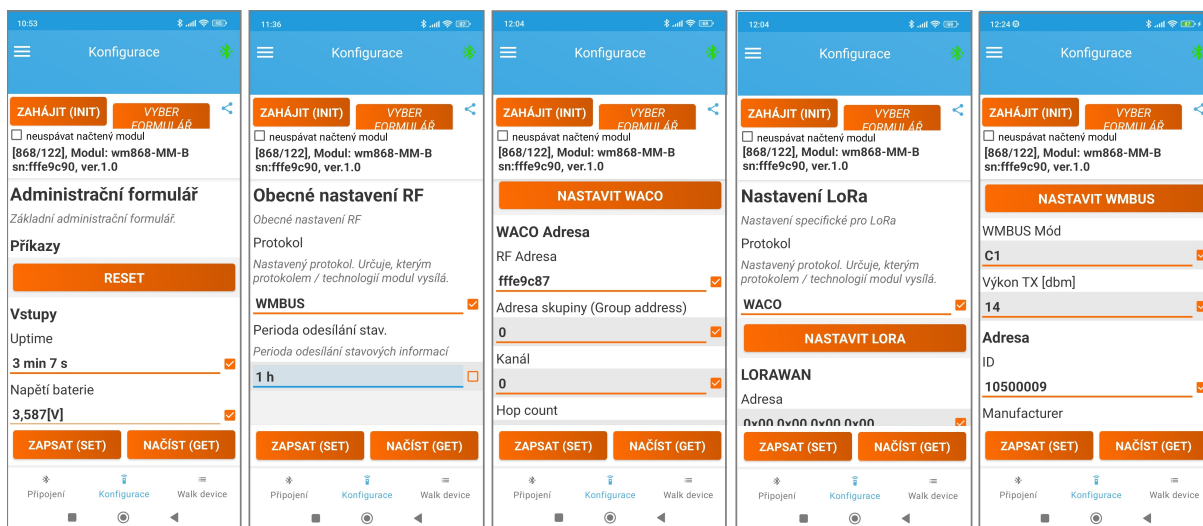 10:53
Konfigurace
ZAHÁJIT (INIT)
VYBER
FORMULÁŘ
neuspávat načtený modul
[868/122], Modul: wm868-MM-B
sn:fffe9c90, ver.1.0
Administrační formulář
Základní administrační formulář.
Příkazy
RESET
Vstupy
Uptime
3 min 7 s
Napětí baterie
3,587[V]
ZAPSAT (SET)
NAČÍST (GET)
Připojení
Konfigurace
Walk device
11:36
Konfigurace
ZAHÁJIT (INIT)
VYBER
FORMULÁŘ
neuspávat načtený modul
[868/122], Modul: wm868-MM-B
sn:fffe9c90, ver.1.0
Obecné nastavení RF
Obecné nastavení RF
Protokol
Nastavený protokol. Určuje, kterým
protokolem / technologií modul vysílá.
WMBUS
Perioda odesílání stav.
Perioda odesílání stavových informací
1 h
ZAPSAT (SET)
NAČÍST (GET)
Připojení
Konfigurace
Walk device
12:04
Konfigurace
ZAHÁJIT (INIT)
VYBER
FORMULÁŘ
neuspávat načtený modul
[868/122], Modul: wm868-MM-B
sn:fffe9c90, ver.1.0
NASTAVIT WACO
WACO Adresa
RF Adresa
fffe9c87
Adresa skupiny (Group address)
0
Kanál
0
Hop count
ZAPSAT (SET)
NAČÍST (GET)
Připojení
Konfigurace
Walk device
12:04
Konfigurace
ZAHÁJIT (INIT)
VYBER
FORMULÁŘ
neuspávat načtený modul
[868/122], Modul: wm868-MM-B
sn:fffe9c90, ver.1.0
Nastavení LoRa
Nastavení specifické pro LoRa
Protokol
Nastavený protokol. Určuje, kterým
protokolem / technologií modul vysílá.
WACO
NASTAVIT LORA
LORAWAN
Adresa
0x00 0x00 0x00 0x00
ZAPSAT (SET)
NAČÍST (GET)
Připojení
Konfigurace
Walk device
12:24
Konfigurace
ZAHÁJIT (INIT)
VYBER
FORMULÁŘ
neuspávat načtený modul
[868/122], Modul: wm868-MM-B
sn:fffe9c90, ver.1.0
NASTAVIT WMBUS
WMBUS Mód
C1
Výkon TX [dbm]
14
Adresa
ID
10500009
Manufacturer
ZAPSAT (SET)
NAČÍST (GET)
Připojení
Konfigurace
Walk device